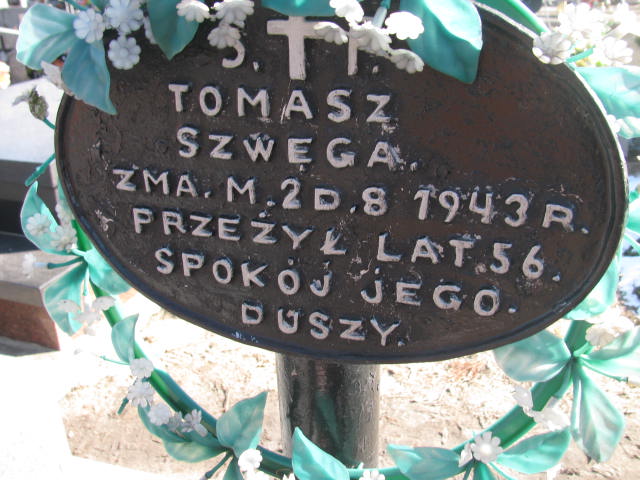 Ś. P.
TOMASZ
SZWEGA.
ZMA. M. 2 D. 8 1943 R.
PRZEŻYŁ LAT. 56.
SPOKÓJ JEGO.
DUSZY.